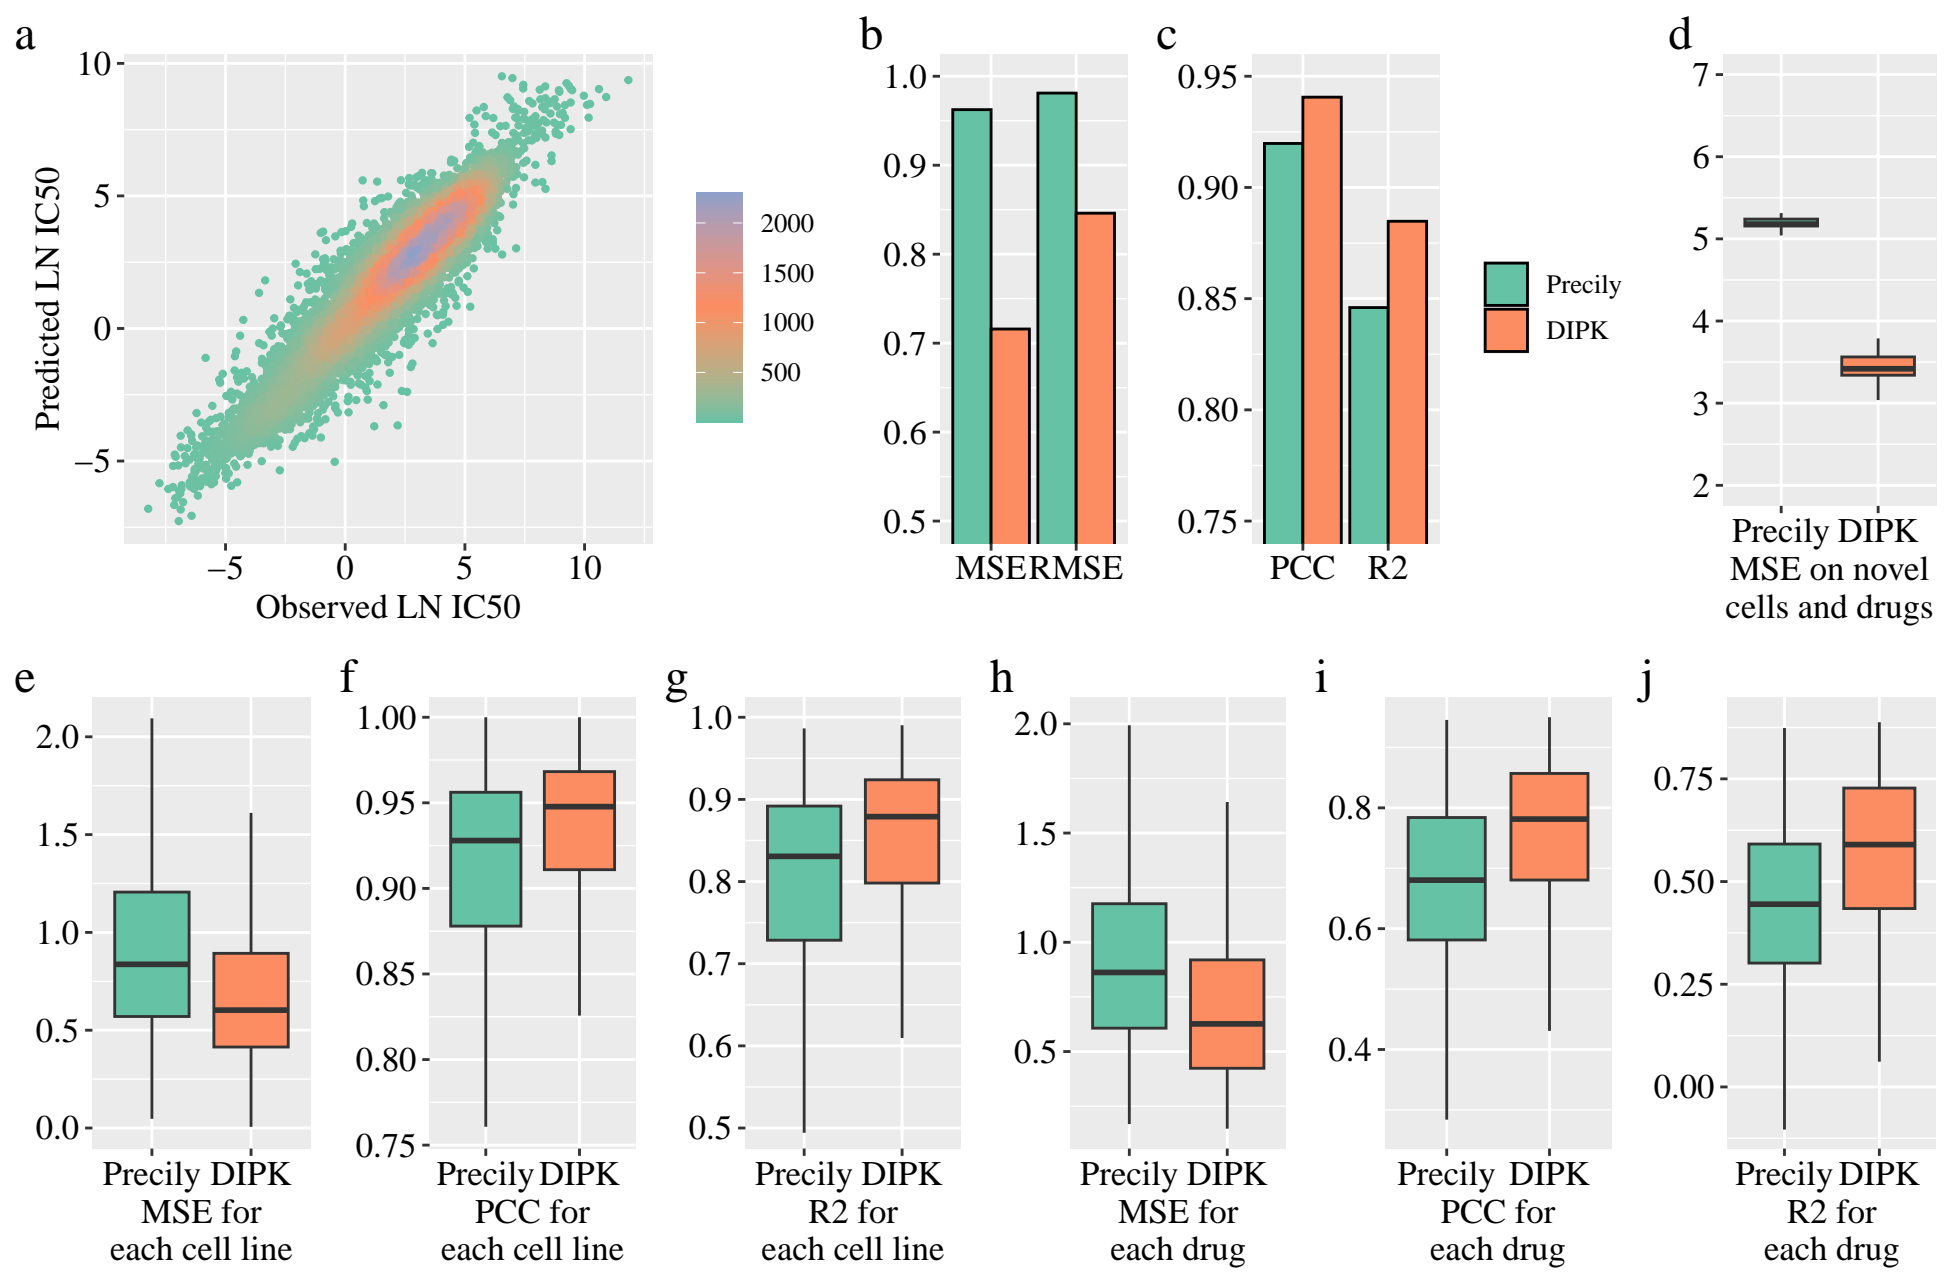 a
10
5
0
−5
−5
0
5
10
Predicted LN IC50
Observed LN IC50
2000
1500
1000
500
b
1.0
0.9
0.8
0.7
0.6
0.5
MSE
RMSE
c
0.95
0.90
0.85
0.80
0.75
PCC
R2
Precily
DIPK
d
7
6
5
4
3
2
Precily DIPK
MSE on novel
cells and drugs
e
2.0
1.5
1.0
0.5
0.0
Precily DIPK
MSE for
each cell line
f
1.00
0.95
0.90
0.85
0.80
0.75
Precily DIPK
PCC for
each cell line
g
1.0
0.9
0.8
0.7
0.6
0.5
Precily DIPK
R2 for
each cell line
h
2.0
1.5
1.0
0.5
Precily DIPK
MSE for
each drug
i
0.8
0.6
0.4
Precily DIPK
PCC for
each drug
j
0.75
0.50
0.25
0.00
Precily DIPK
R2 for
each drug